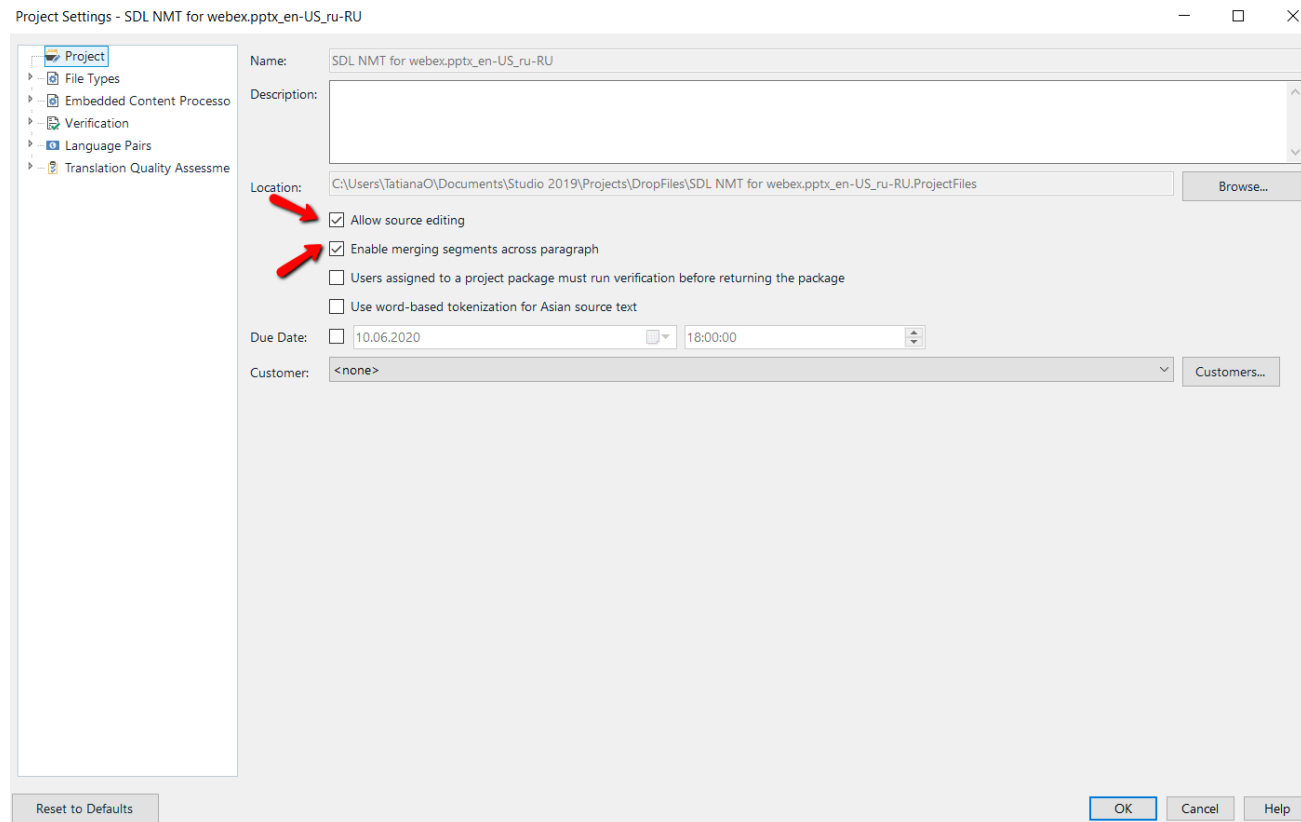 Project Settings - SDL NMT for webex.pptx_en-US_ru-RU
Project
File Types
Embedded Content Processo
Verification
Language Pairs
Translation Quality Assessme
Name: SDL NMT for webex.pptx_en-US_ru-RU
Description:
Location: C:\Users\TatianaO\Documents\Studio 2019\Projects\DropFiles\SDL NMT for webex.pptx_en-US_ru-RU.ProjectFiles Browse...
Allow source editing
Enable merging segments across paragraph
Users assigned to a project package must run verification before returning the package
Use word-based tokenization for Asian source text
Due Date: 10.06.2020 18:00:00
Customer: <none> Customers...
Reset to Defaults OK Cancel Help